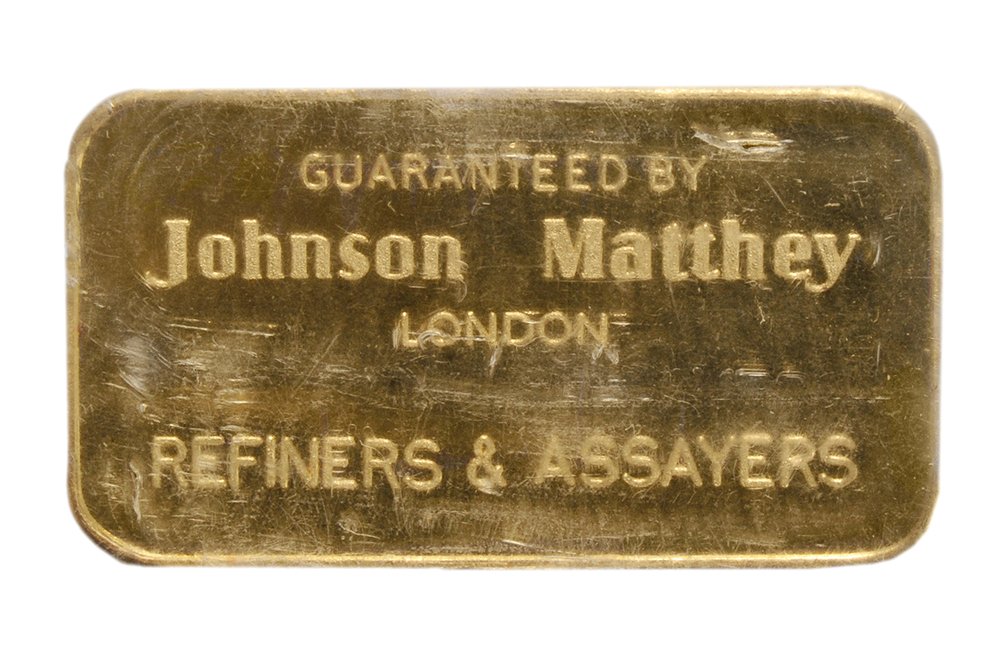 GUARANTEED BY
Johnson Matthey
LONDON
REFINERS & ASSAYERS